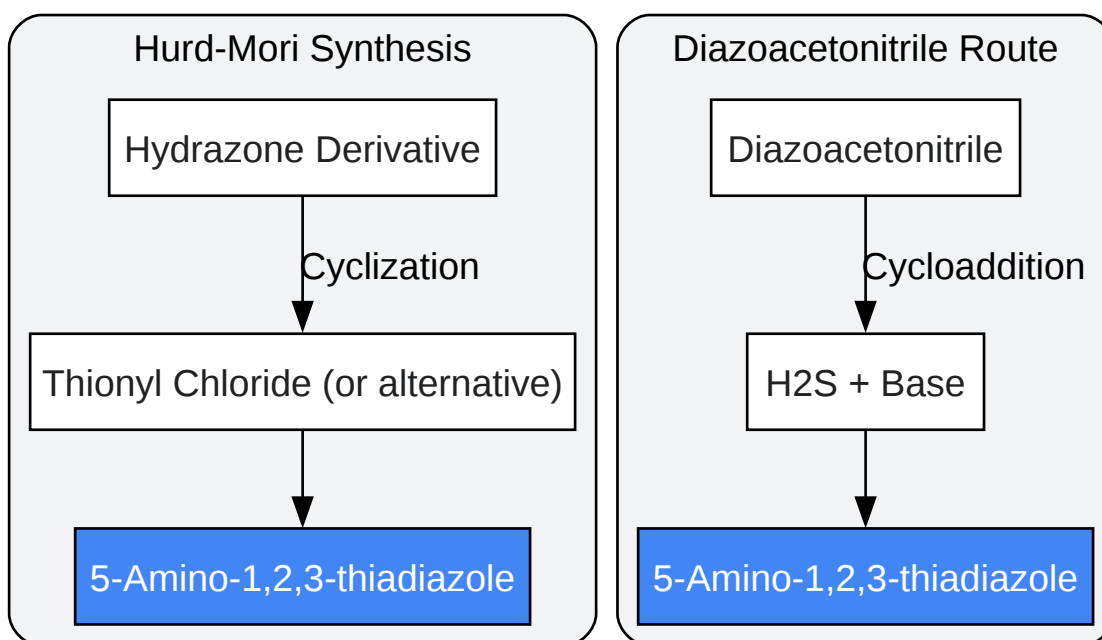 Hurd-Mori Synthesis
Hydrazone Derivative
Cyclization
Thionyl Chloride (or alternative)
5-Amino-1,2,3-thiadiazole
Diazoacetonitrile Route
Diazoacetonitrile
Cycloaddition
H2S + Base
5-Amino-1,2,3-thiadiazole